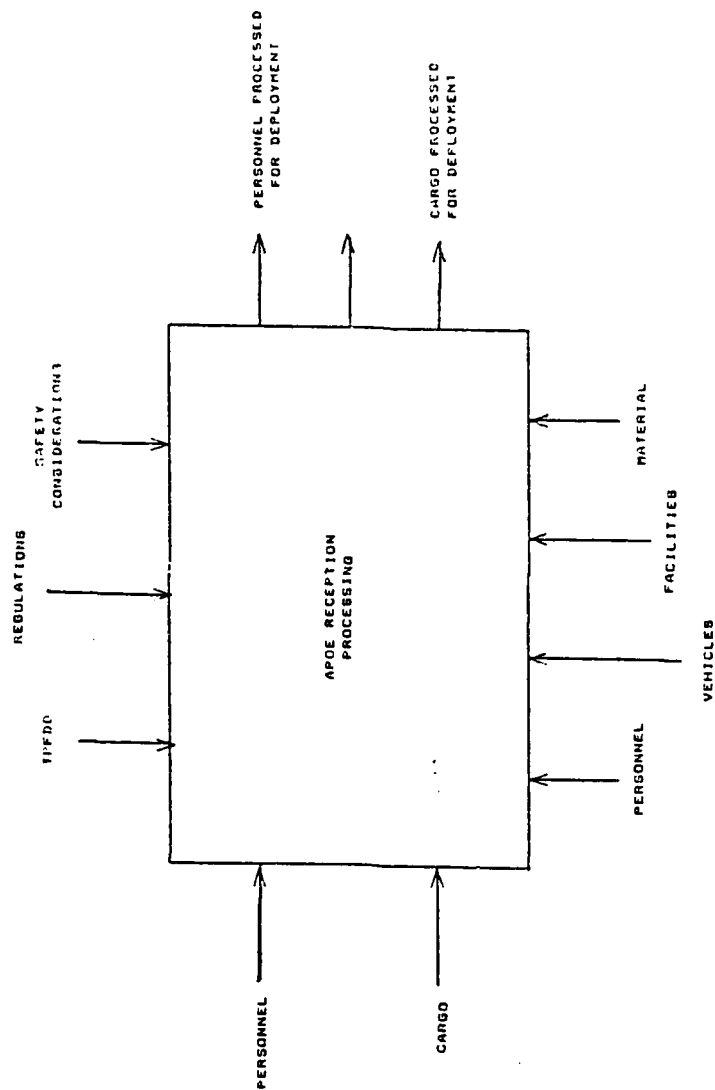 TPFDD
REGULATIONS
SAFETY
CONSIDERATIONS
PERSONNEL
CARGO
APOE RECEPTION
PROCESSING
PERSONNEL PROCESSED
FOR DEPLOYMENT
CARGO PROCESSED
FOR DEPLOYMENT
PERSONNEL
VEHICLES
FACILITIES
MATERIAL